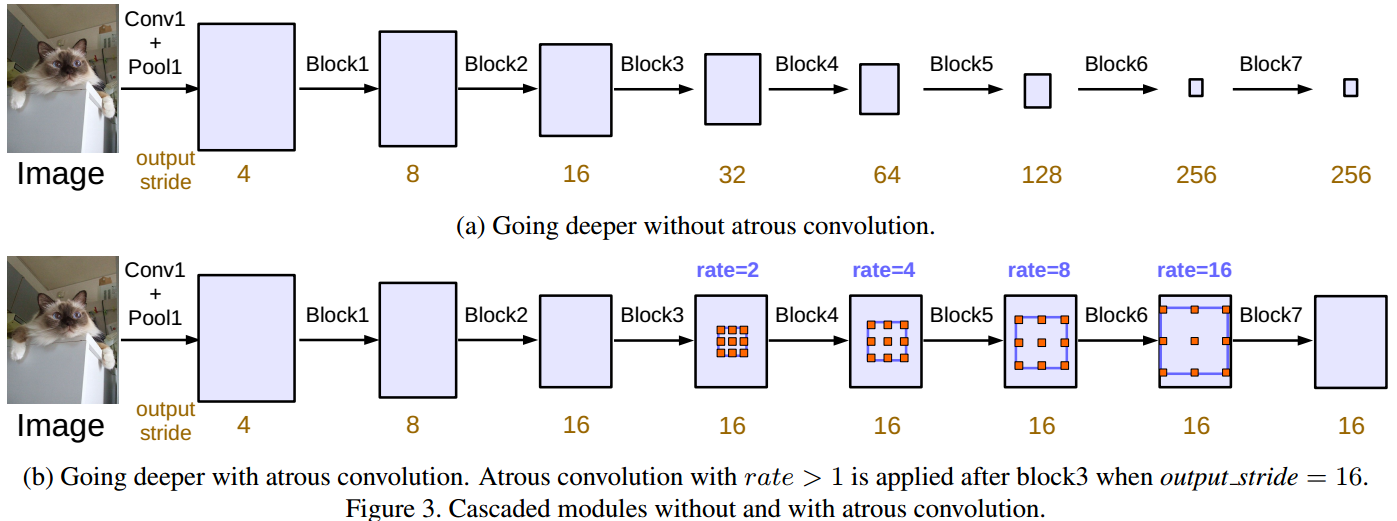 Conv1
+
Pool1
Block1 Block2 Block3 Block4 Block5 Block6 Block7
Image
output
stride
4 8 16 32 64 128 256 256
(a) Going deeper without atrous convolution.
rate=2 rate=4 rate=8 rate=16
Conv1
+
Pool1
Block1 Block2 Block3 Block4 Block5 Block6 Block7
Image
output
stride
4 8 16 16 16 16 16 16
(b) Going deeper with atrous convolution. Atrous convolution with rate > 1 is applied after block3 when output_stride = 16.
Figure 3. Cascaded modules without and with atrous convolution.